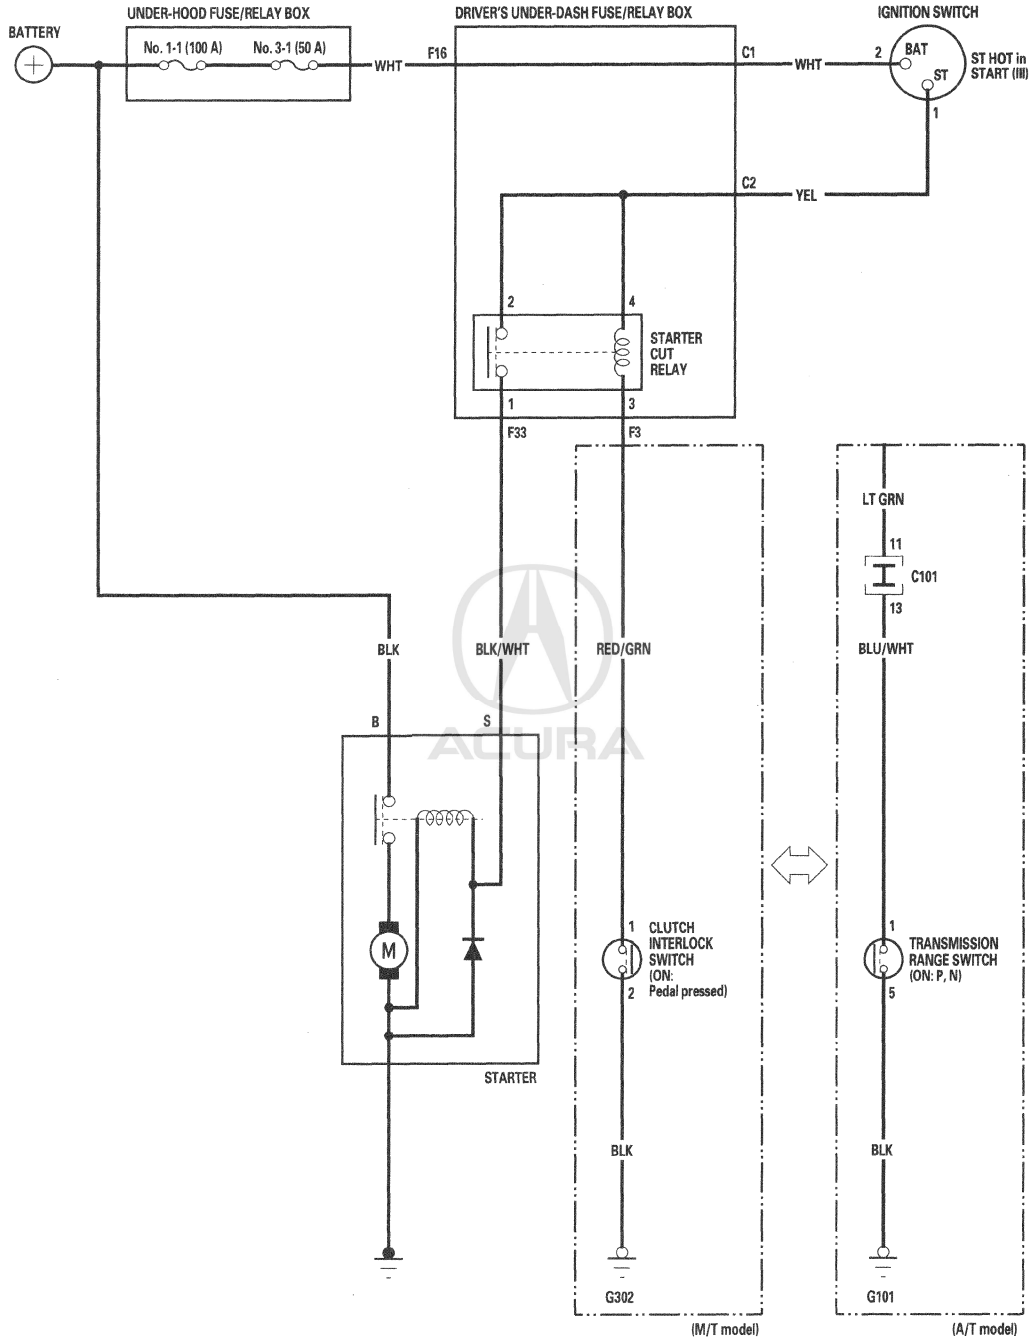 BATTERY
UNDER-HOOD FUSE/RELAY BOX
No. 1-1 (100 A)
No. 3-1 (50 A)
WHT
F16
DRIVER'S UNDER-DASH FUSE/RELAY BOX
C1
WHT
2
IGNITION SWITCH
BAT
ST
ST HOT in
START (III)
1
C2
YEL
2
4
STARTER
CUT
RELAY
1
3
F33
F3
LT GRN
11
C101
13
BLK
BLK/WHT
RED/GRN
BLU/WHT
ACURA
B
S
M
STARTER
1
CLUTCH
INTERLOCK
SWITCH
(ON:
Pedal pressed)
2
1
TRANSMISSION
RANGE SWITCH
(ON: P, N)
5
BLK
BLK
G302
G101
(M/T model)
(A/T model)